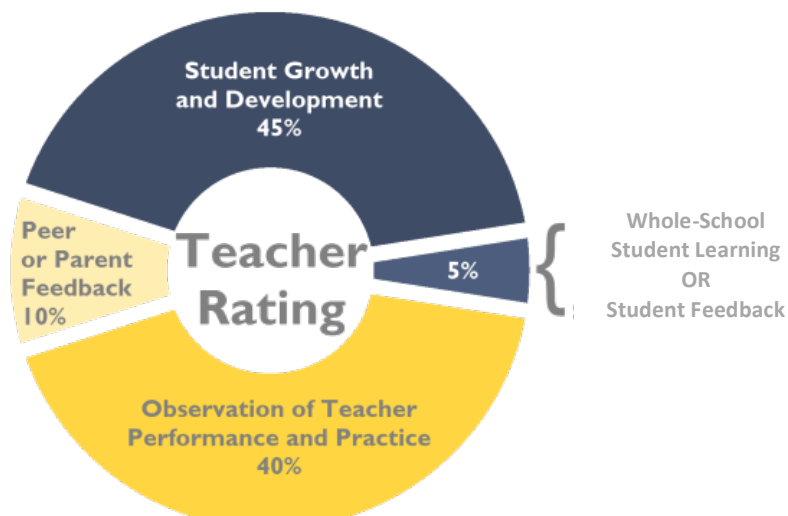 Student Growth
and Development
45%
Peer
or Parent
Feedback
10%
Teacher
Rating
5%
Whole-School
Student Learning
OR
Student Feedback
Observation of Teacher
Performance and Practice
40%